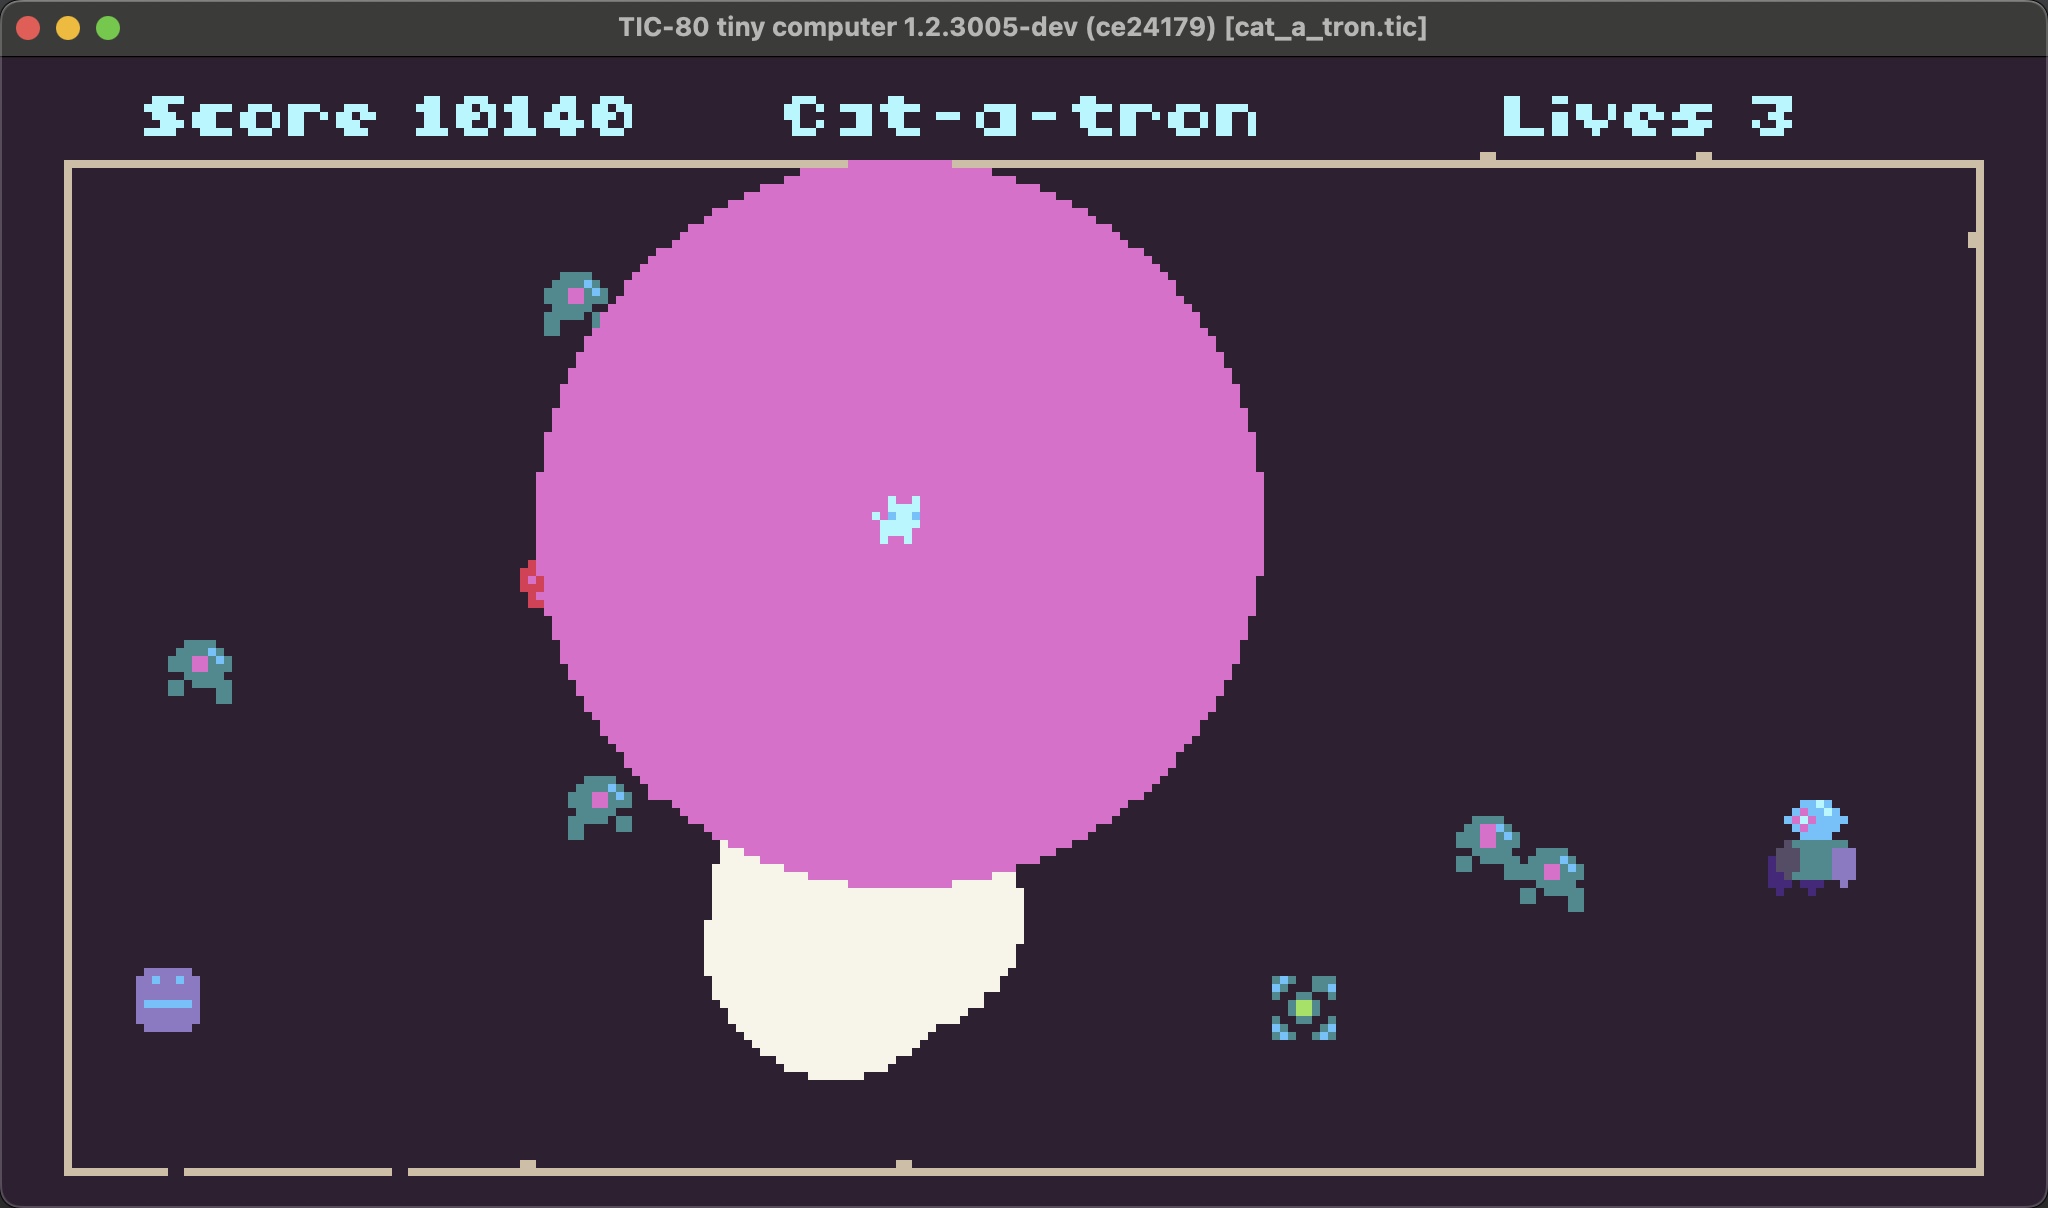 TIC-80 tiny computer 1.2.3005-dev (ce24179) [cat_a_tron.tic]
Score 10140 Cat-a-tron Lives 3